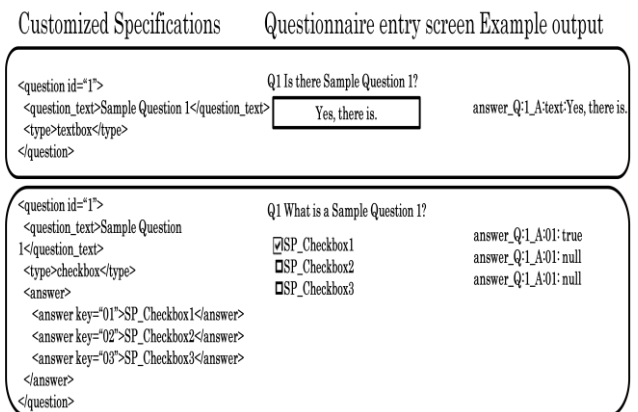 Customized Specifications
Questionnaire entry screen
Example output
<question id="1">
<question_text>Sample Question 1</question_text>
<type>textbox</type>
</question>
Q1 Is there Sample Question 1?
Yes, there is.
answer_Q:1_A:text:Yes, there is.
<question id="1">
<question_text>Sample Question
1</question_text>
<type>checkbox</type>
<answer>
<answer key="01">SP_Checkbox1</answer>
<answer key="02">SP_Checkbox2</answer>
<answer key="03">SP_Checkbox3</answer>
</answer>
</question>
Q1 What is a Sample Question 1?
SP_Checkbox1
SP_Checkbox2
SP_Checkbox3
answer_Q:1_A:01: true
answer_Q:1_A:01: null
answer_Q:1_A:01: null